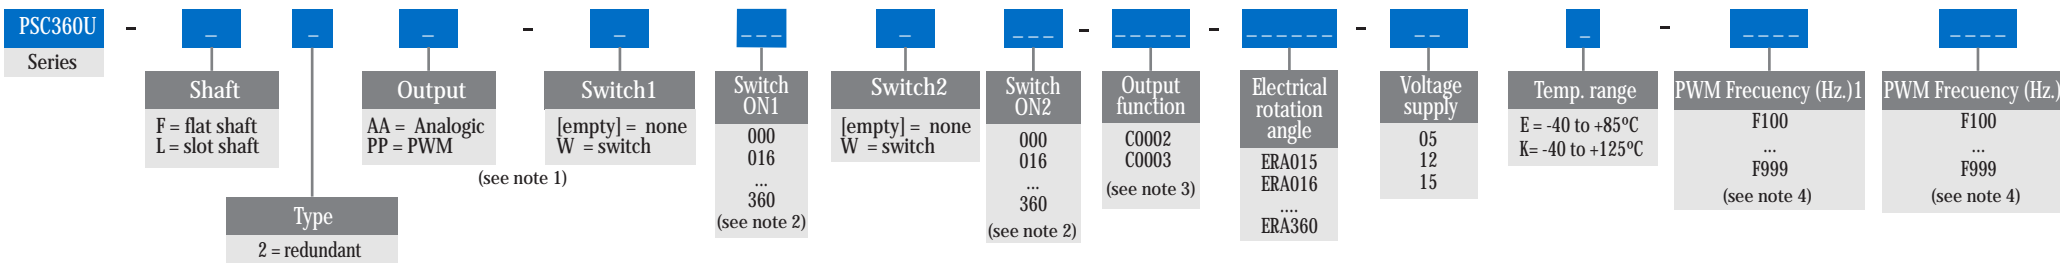 PSC360U - _ _ _ - _ _ _ _ _ _ _ _ - _ _ _ _ _ - _ _ _ _ _ _ - _ _ _ - _ _ _ _ _ _ _ _
Series
Shaft
F = flat shaft
L = slot shaft
Type
2 = redundant
Output
AA = Analogic
PP = PWM
(see note 1)
Switch1
[empty] = none
W = switch
Switch
ON1
000
016
...
360
(see note 2)
Switch2
[empty] = none
W = switch
Switch
ON2
000
016
...
360
(see note 2)
Output
function
C0002
C0003
(see note 3)
Electrical
rotation
angle
ERA015
ERA016
....
ERA360
Voltage
supply
05
12
15
Temp. range
E = -40 to +85ºC
K= -40 to +125ºC
PWM Frecuency (Hz.)1
F100
...
F999
(see note 4)
PWM Frecuency (Hz.)
F100
...
F999
(see note 4)